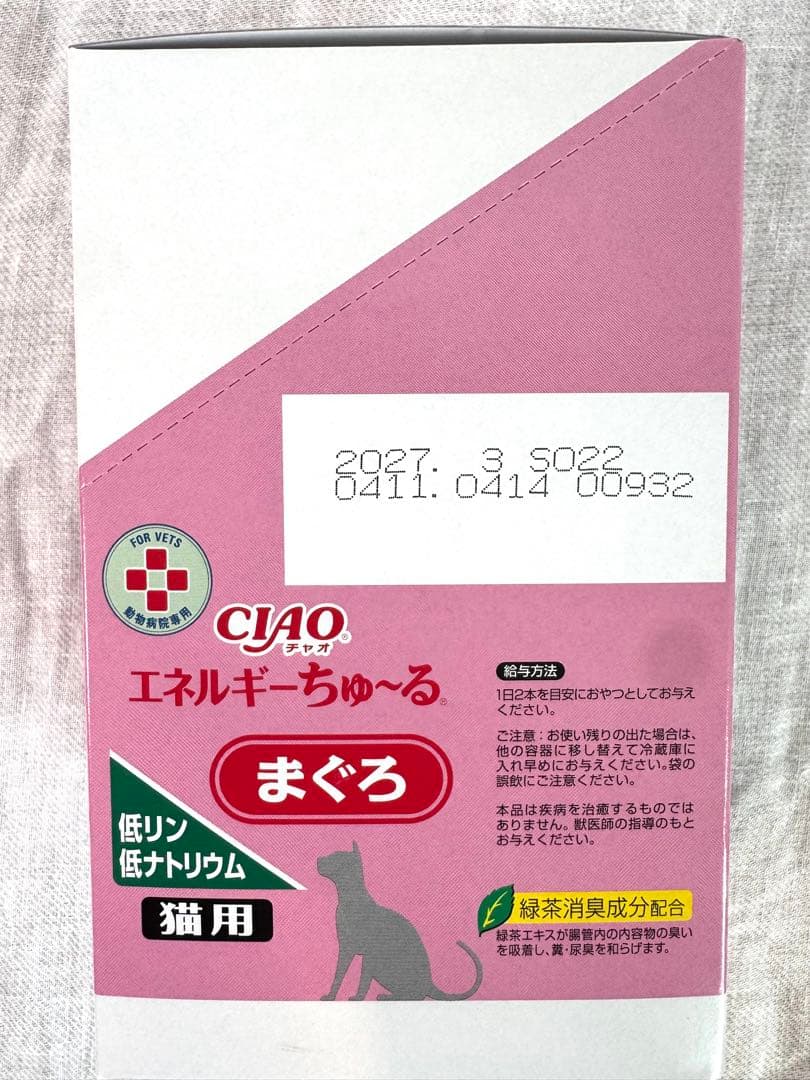 2027. 3 S022
0411. 0414 00932
FOR VETS
動物病院専用
CIAO®
チャオ
エネルギーちゅ～る®
まぐろ
低リン
低ナトリウム
猫用
給与方法
1日2本を目安におやつとしてお与え
ください。
ご注意：お使い残りの出た場合は、
他の容器に移し替えて冷蔵庫に
入れ早めにお与えください。袋の
誤飲にご注意ください。
本品は疾病を治癒するものでは
ありません。獣医師の指導のもと
お与えください。
緑茶消臭成分配合
緑茶エキスが腸管内の内容物の臭い
を吸着し、糞・尿臭を和らげます。